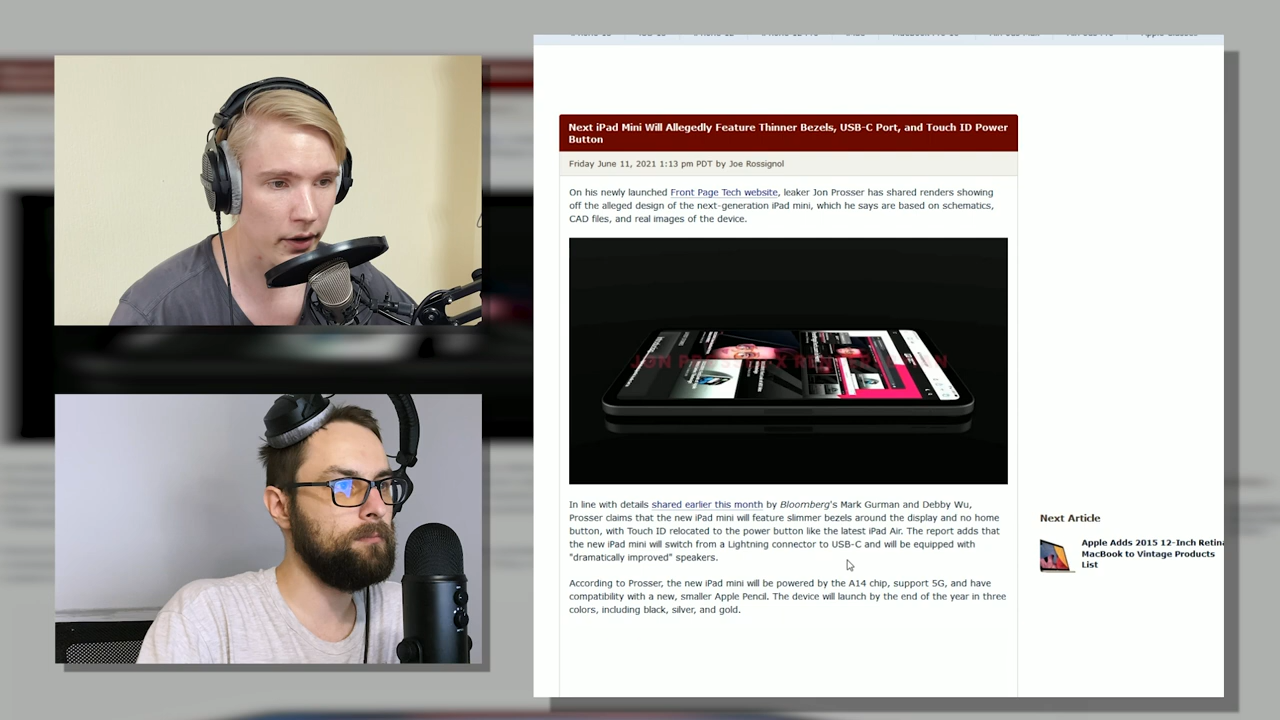 Next iPad Mini Will Allegedly Feature Thinner Bezels, USB-C Port, and Touch ID Power
Button
Friday June 11, 2021 1:13 pm PDT by Joe Rossignol
On his newly launched Front Page Tech website, leaker Jon Prosser has shared renders showing
off the alleged design of the next-generation iPad mini, which he says are based on schematics,
CAD files, and real images of the device.
In line with details shared earlier this month by Bloomberg's Mark Gurman and Debby Wu,
Prosser claims that the new iPad mini will feature slimmer bezels around the display and no home
button, with Touch ID relocated to the power button like the latest iPad Air. The report adds that
the new iPad mini will switch from a Lightning connector to USB-C and will be equipped with
"dramatically improved" speakers.
According to Prosser, the new iPad mini will be powered by the A14 chip, support 5G, and have
compatibility with a new, smaller Apple Pencil. The device will launch by the end of the year in three
colors, including black, silver, and gold.
Next Article
Apple Adds 2015 12-Inch Retina
MacBook to Vintage Products
List